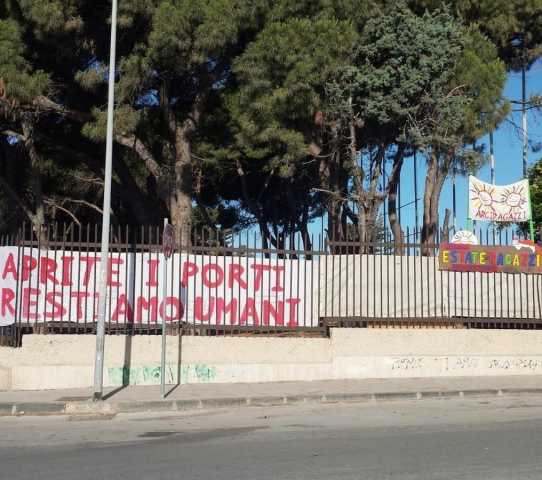 APRITE I PORTI
RESTIAMO UMANI
ARCIRAGAZZI
ESTATE RAGAZZI